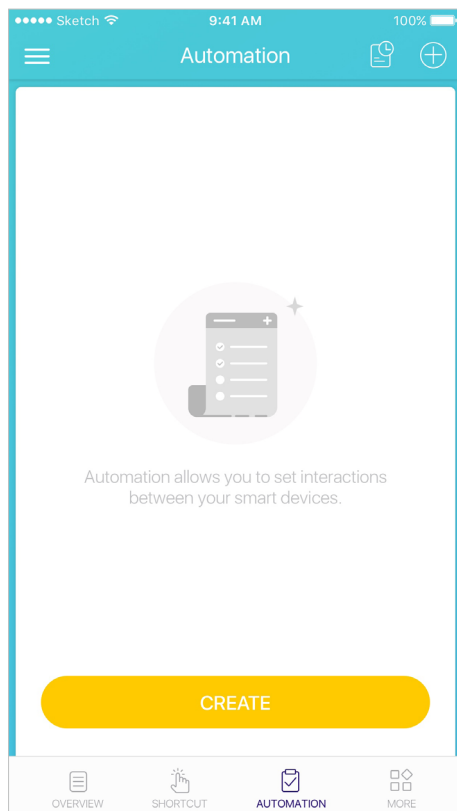 Sketch 9:41 AM 100%
Automation
Automation allows you to set interactions
between your smart devices.
CREATE
OVERVIEW SHORTCUT AUTOMATION MORE